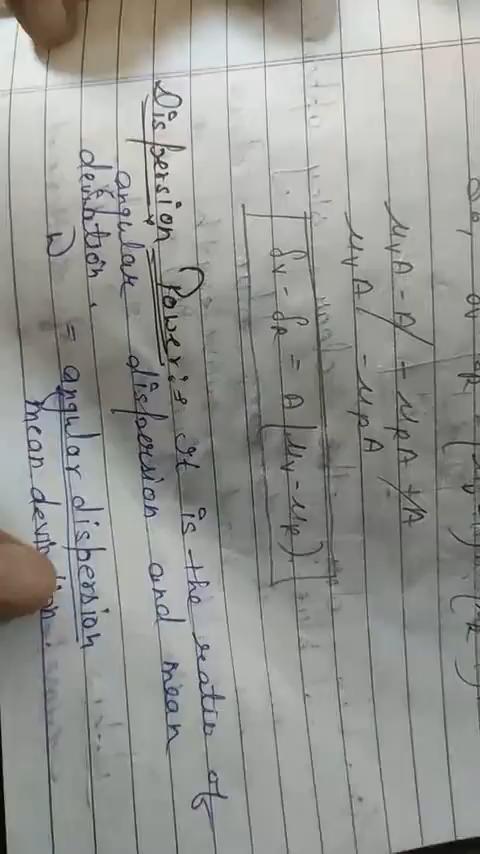 μvA - A - μRA + A
μvA - μRA
δv - δR = A(μv - μR)
Dispersion Power :- It is the ratio of
angular dispersion and mean
deviation.
W = angular dispersion
mean deviation.